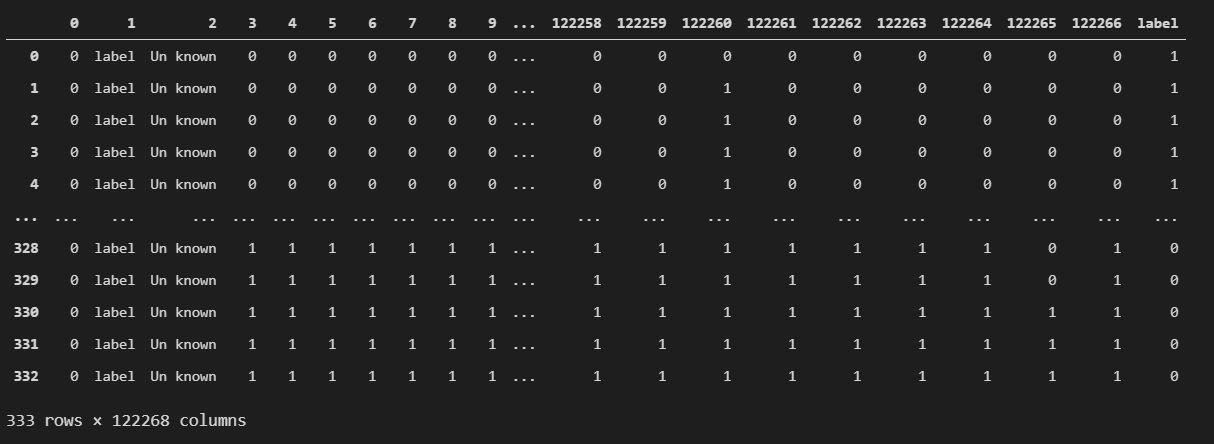 0 1 2 3 4 5 6 7 8 9 ... 122258 122259 122260 122261 122262 122263 122264 122265 122266 label
0 0 label Un known 0 0 0 0 0 0 0 ... 0 0 0 0 0 0 0 0 0 1
1 0 label Un known 0 0 0 0 0 0 0 ... 0 0 1 0 0 0 0 0 0 1
2 0 label Un known 0 0 0 0 0 0 0 ... 0 0 1 0 0 0 0 0 0 1
3 0 label Un known 0 0 0 0 0 0 0 ... 0 0 1 0 0 0 0 0 0 1
4 0 label Un known 0 0 0 0 0 0 0 ... 0 0 1 0 0 0 0 0 0 1
... ... ... ... ... ... ... ... ... ... ... ... ... ... ... ... ... ... ... ... ... ...
328 0 label Un known 1 1 1 1 1 1 1 ... 1 1 1 1 1 1 1 0 1 0
329 0 label Un known 1 1 1 1 1 1 1 ... 1 1 1 1 1 1 1 0 1 0
330 0 label Un known 1 1 1 1 1 1 1 ... 1 1 1 1 1 1 1 1 1 0
331 0 label Un known 1 1 1 1 1 1 1 ... 1 1 1 1 1 1 1 1 1 0
332 0 label Un known 1 1 1 1 1 1 1 ... 1 1 1 1 1 1 1 1 1 0
333 rows × 122268 columns